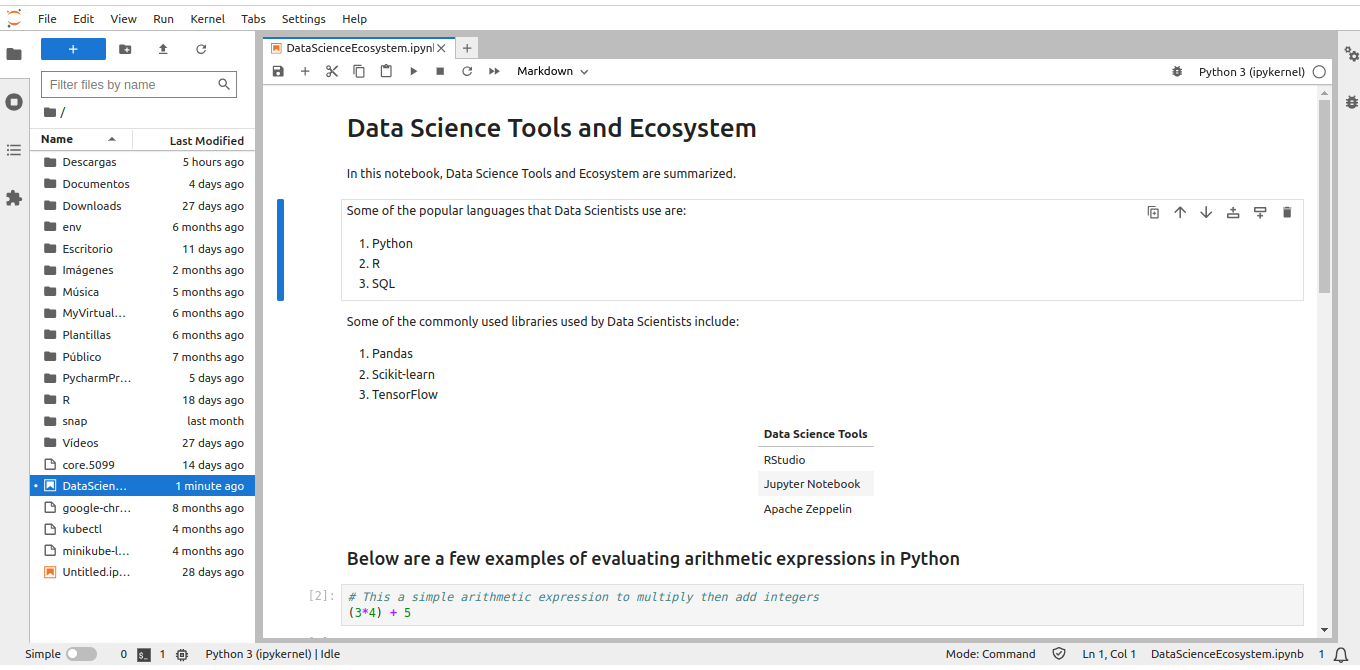 File Edit View Run Kernel Tabs Settings Help
DataScienceEcosystem.ipynl
Markdown
Python 3 (ipykernel)
Filter files by name
/
Name Last Modified
Descargas 5 hours ago
Documentos 4 days ago
Downloads 27 days ago
env 6 months ago
Escritorio 11 days ago
Imágenes 2 months ago
Música 5 months ago
MyVirtual... 6 months ago
Plantillas 6 months ago
Público 7 months ago
PycharmPr... 5 days ago
R 18 days ago
snap last month
Vídeos 27 days ago
core.5099 14 days ago
DataScien... 1 minute ago
google-chr... 8 months ago
kubectl 4 months ago
minikube-l... 4 months ago
Untitled.ip... 28 days ago
Data Science Tools and Ecosystem
In this notebook, Data Science Tools and Ecosystem are summarized.
Some of the popular languages that Data Scientists use are:
1. Python
2. R
3. SQL
Some of the commonly used libraries used by Data Scientists include:
1. Pandas
2. Scikit-learn
3. TensorFlow
Data Science Tools
RStudio
Jupyter Notebook
Apache Zeppelin
Below are a few examples of evaluating arithmetic expressions in Python
[2]: # This a simple arithmetic expression to multiply then add integers
(3*4) + 5
Simple 0 $_ 1 Python 3 (ipykernel) | Idle Mode: Command Ln 1, Col 1 DataScienceEcosystem.ipynb 1